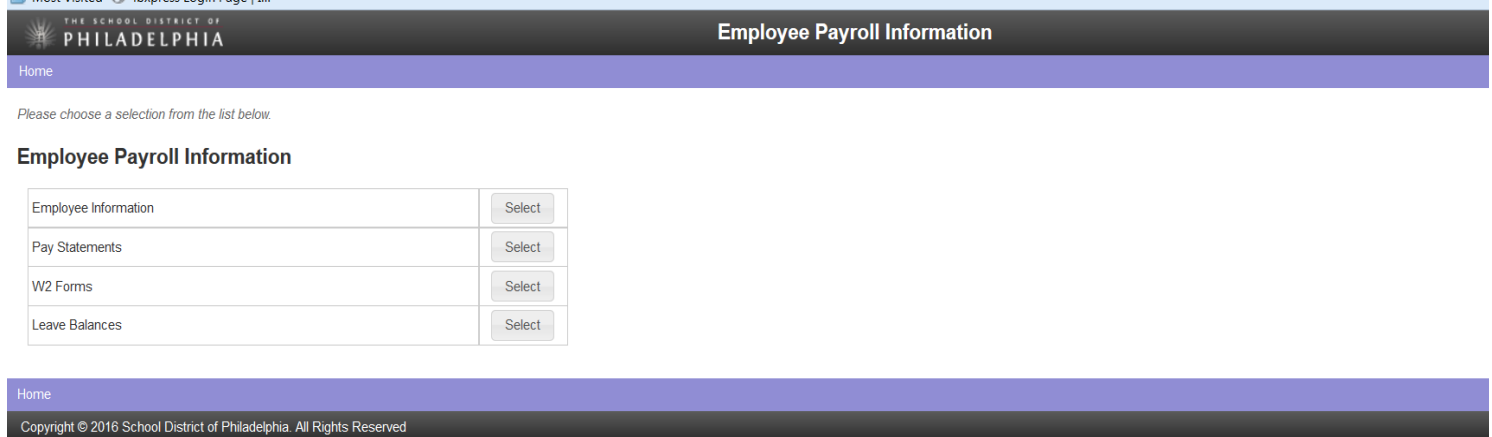 THE SCHOOL DISTRICT OF
PHILADELPHIA
Employee Payroll Information
Home
Please choose a selection from the list below.
Employee Payroll Information
Employee Information Select
Pay Statements Select
W2 Forms Select
Leave Balances Select
Home
Copyright © 2016 School District of Philadelphia. All Rights Reserved